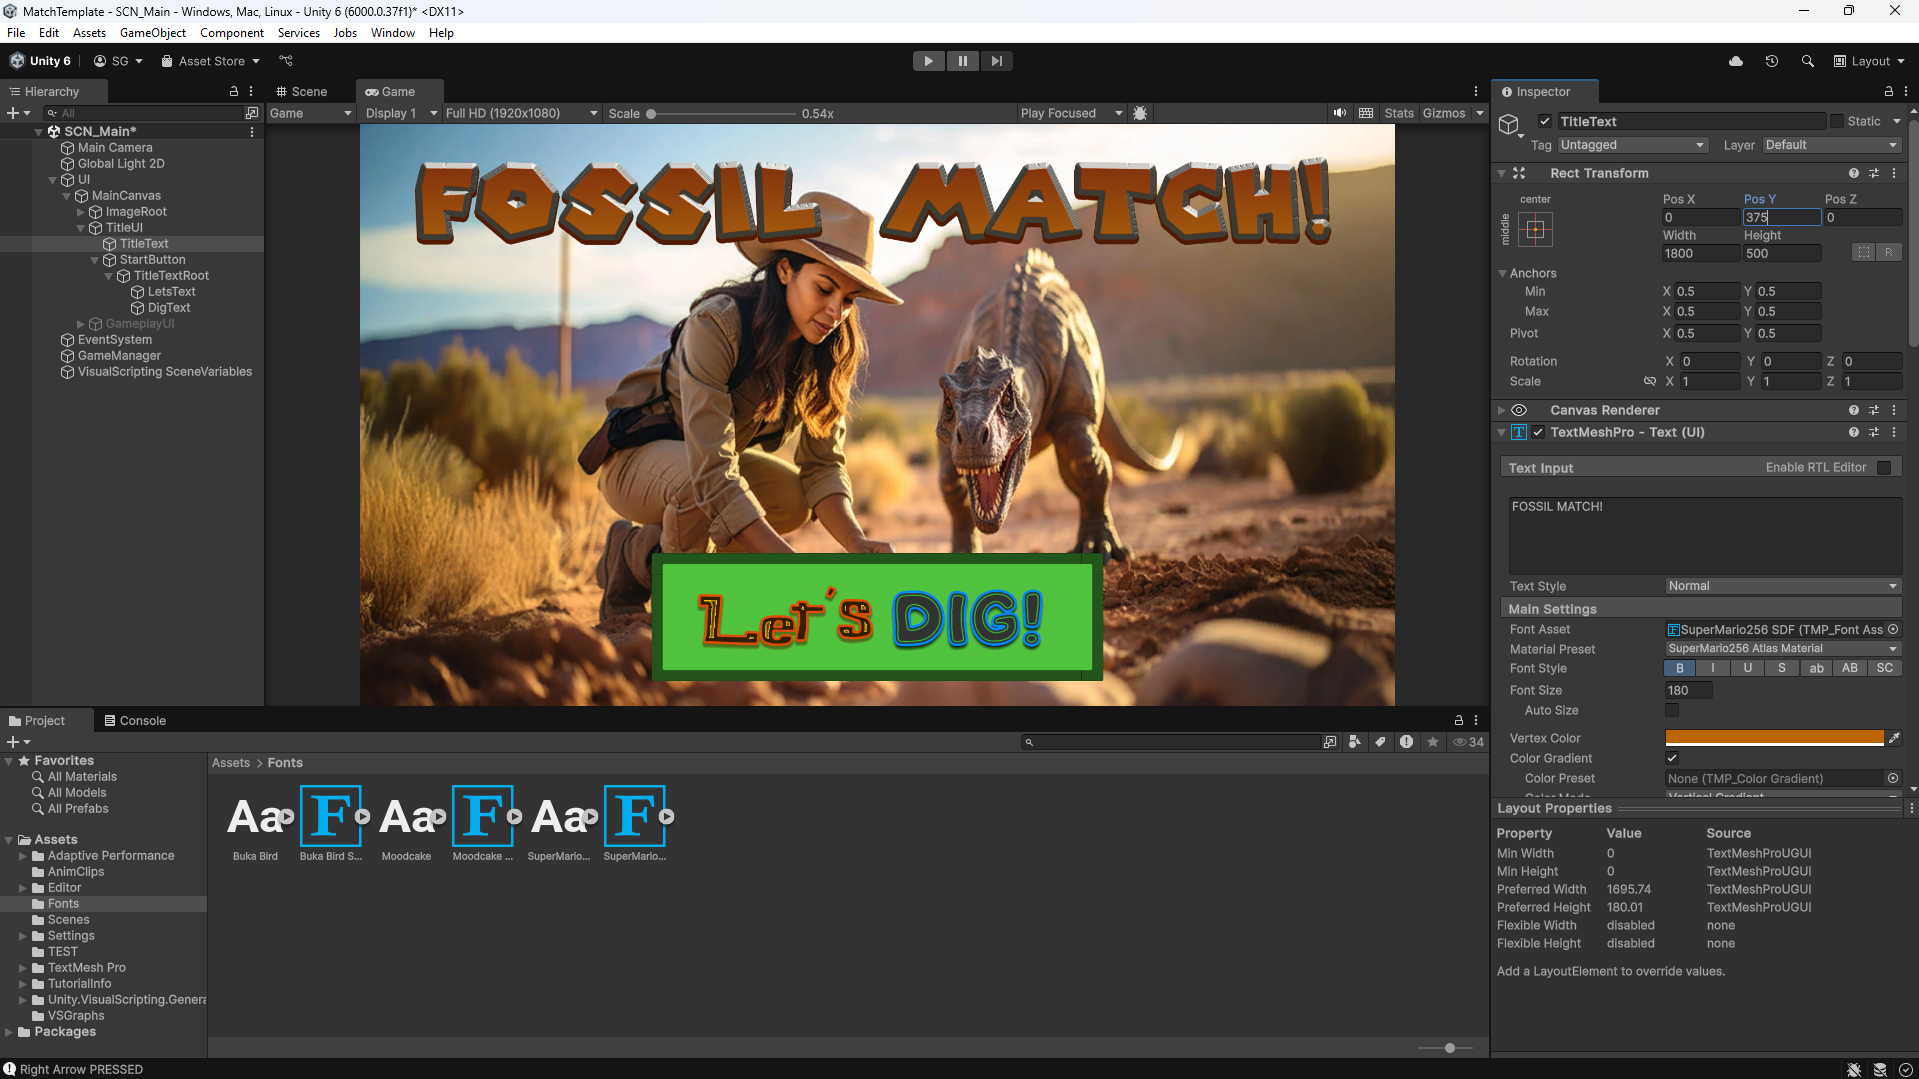 MatchTemplate - SCN_Main - Windows, Mac, Linux - Unity 6 (6000.0.37f1)* <DX11>
File Edit Assets GameObject Component Services Jobs Window Help
Unity 6 SG Asset Store Layout
Hierarchy
All
SCN_Main*
Main Camera
Global Light 2D
UI
MainCanvas
ImageRoot
TitleUI
TitleText
StartButton
TitleTextRoot
LetsText
DigText
GameplayUI
EventSystem
GameManager
VisualScripting SceneVariables
Scene Game
Game Display 1 Full HD (1920x1080) Scale 0.54x Play Focused Stats Gizmos
FOSSIL MATCH!
Let's DIG!
Inspector
TitleText Static
Tag Untagged Layer Default
Rect Transform
center
middle
Pos X Pos Y Pos Z
0 375 0
Width Height
1800 500 R
Anchors
Min X 0.5 Y 0.5
Max X 0.5 Y 0.5
Pivot X 0.5 Y 0.5
Rotation X 0 Y 0 Z 0
Scale X 1 Y 1 Z 1
Canvas Renderer
TextMeshPro - Text (UI)
Text Input Enable RTL Editor
FOSSIL MATCH!
Text Style Normal
Main Settings
Font Asset SuperMario256 SDF (TMP_Font Ass
Material Preset SuperMario256 Atlas Material
Font Style B I U S ab AB SC
Font Size 180
Auto Size
Vertex Color
Color Gradient
Color Preset None (TMP_Color Gradient)
Color Mode Vertical Gradient
Layout Properties
Property Value Source
Min Width 0 TextMeshProUGUI
Min Height 0 TextMeshProUGUI
Preferred Width 1695.74 TextMeshProUGUI
Preferred Height 180.01 TextMeshProUGUI
Flexible Width disabled none
Flexible Height disabled none
Add a LayoutElement to override values.
Project Console
34
Favorites
All Materials
All Models
All Prefabs
Assets
Adaptive Performance
AnimClips
Editor
Fonts
Scenes
Settings
TEST
TextMesh Pro
TutorialInfo
Unity.VisualScripting.Genera
VSGraphs
Packages
Assets > Fonts
Aa F Aa F Aa F
Buka Bird Buka Bird S... Moodcake Moodcake ... SuperMario... SuperMario...
Right Arrow PRESSED